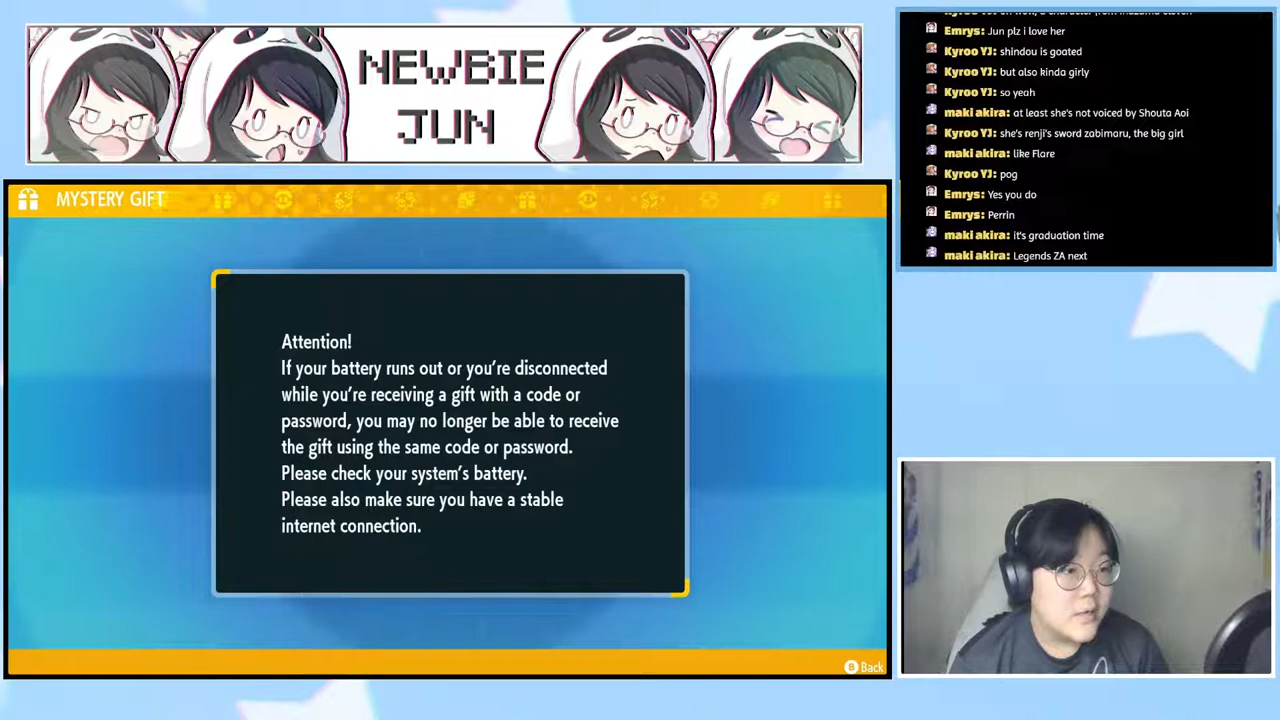 NEWBIE
JUN
MYSTERY GIFT
Attention!
If your battery runs out or you're disconnected
while you're receiving a gift with a code or
password, you may no longer be able to receive
the gift using the same code or password.
Please check your system's battery.
Please also make sure you have a stable
internet connection.
B Back
Emrys: Jun plz i love her
Kyroo YJ: shindou is goated
Kyroo YJ: but also kinda girly
Kyroo YJ: so yeah
maki akira: at least she's not voiced by Shouta Aoi
Kyroo YJ: she's renji's sword zabimaru, the big girl
maki akira: like Flare
Kyroo YJ: pog
Emrys: Yes you do
Emrys: Perrin
maki akira: it's graduation time
maki akira: Legends ZA next